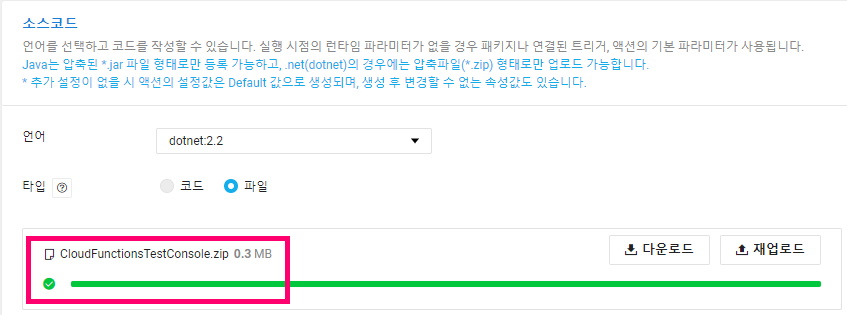 소스코드
언어를 선택하고 코드를 작성할 수 있습니다. 실행 시점의 런타임 파라미터가 없을 경우 패키지나 연결된 트리거, 액션의 기본 파라미터가 사용됩니다.
Java는 압축된 *.jar 파일 형태로만 등록 가능하고, .net(dotnet)의 경우에는 압축파일(*.zip) 형태로만 업로드 가능합니다.
* 추가 설정이 없을 시 액션의 설정값은 Default 값으로 생성되며, 생성 후 변경할 수 없는 속성값도 있습니다.
언어 dotnet:2.2
타입 ? 코드 파일
CloudFunctionsTestConsole.zip 0.3 MB 다운로드 재업로드